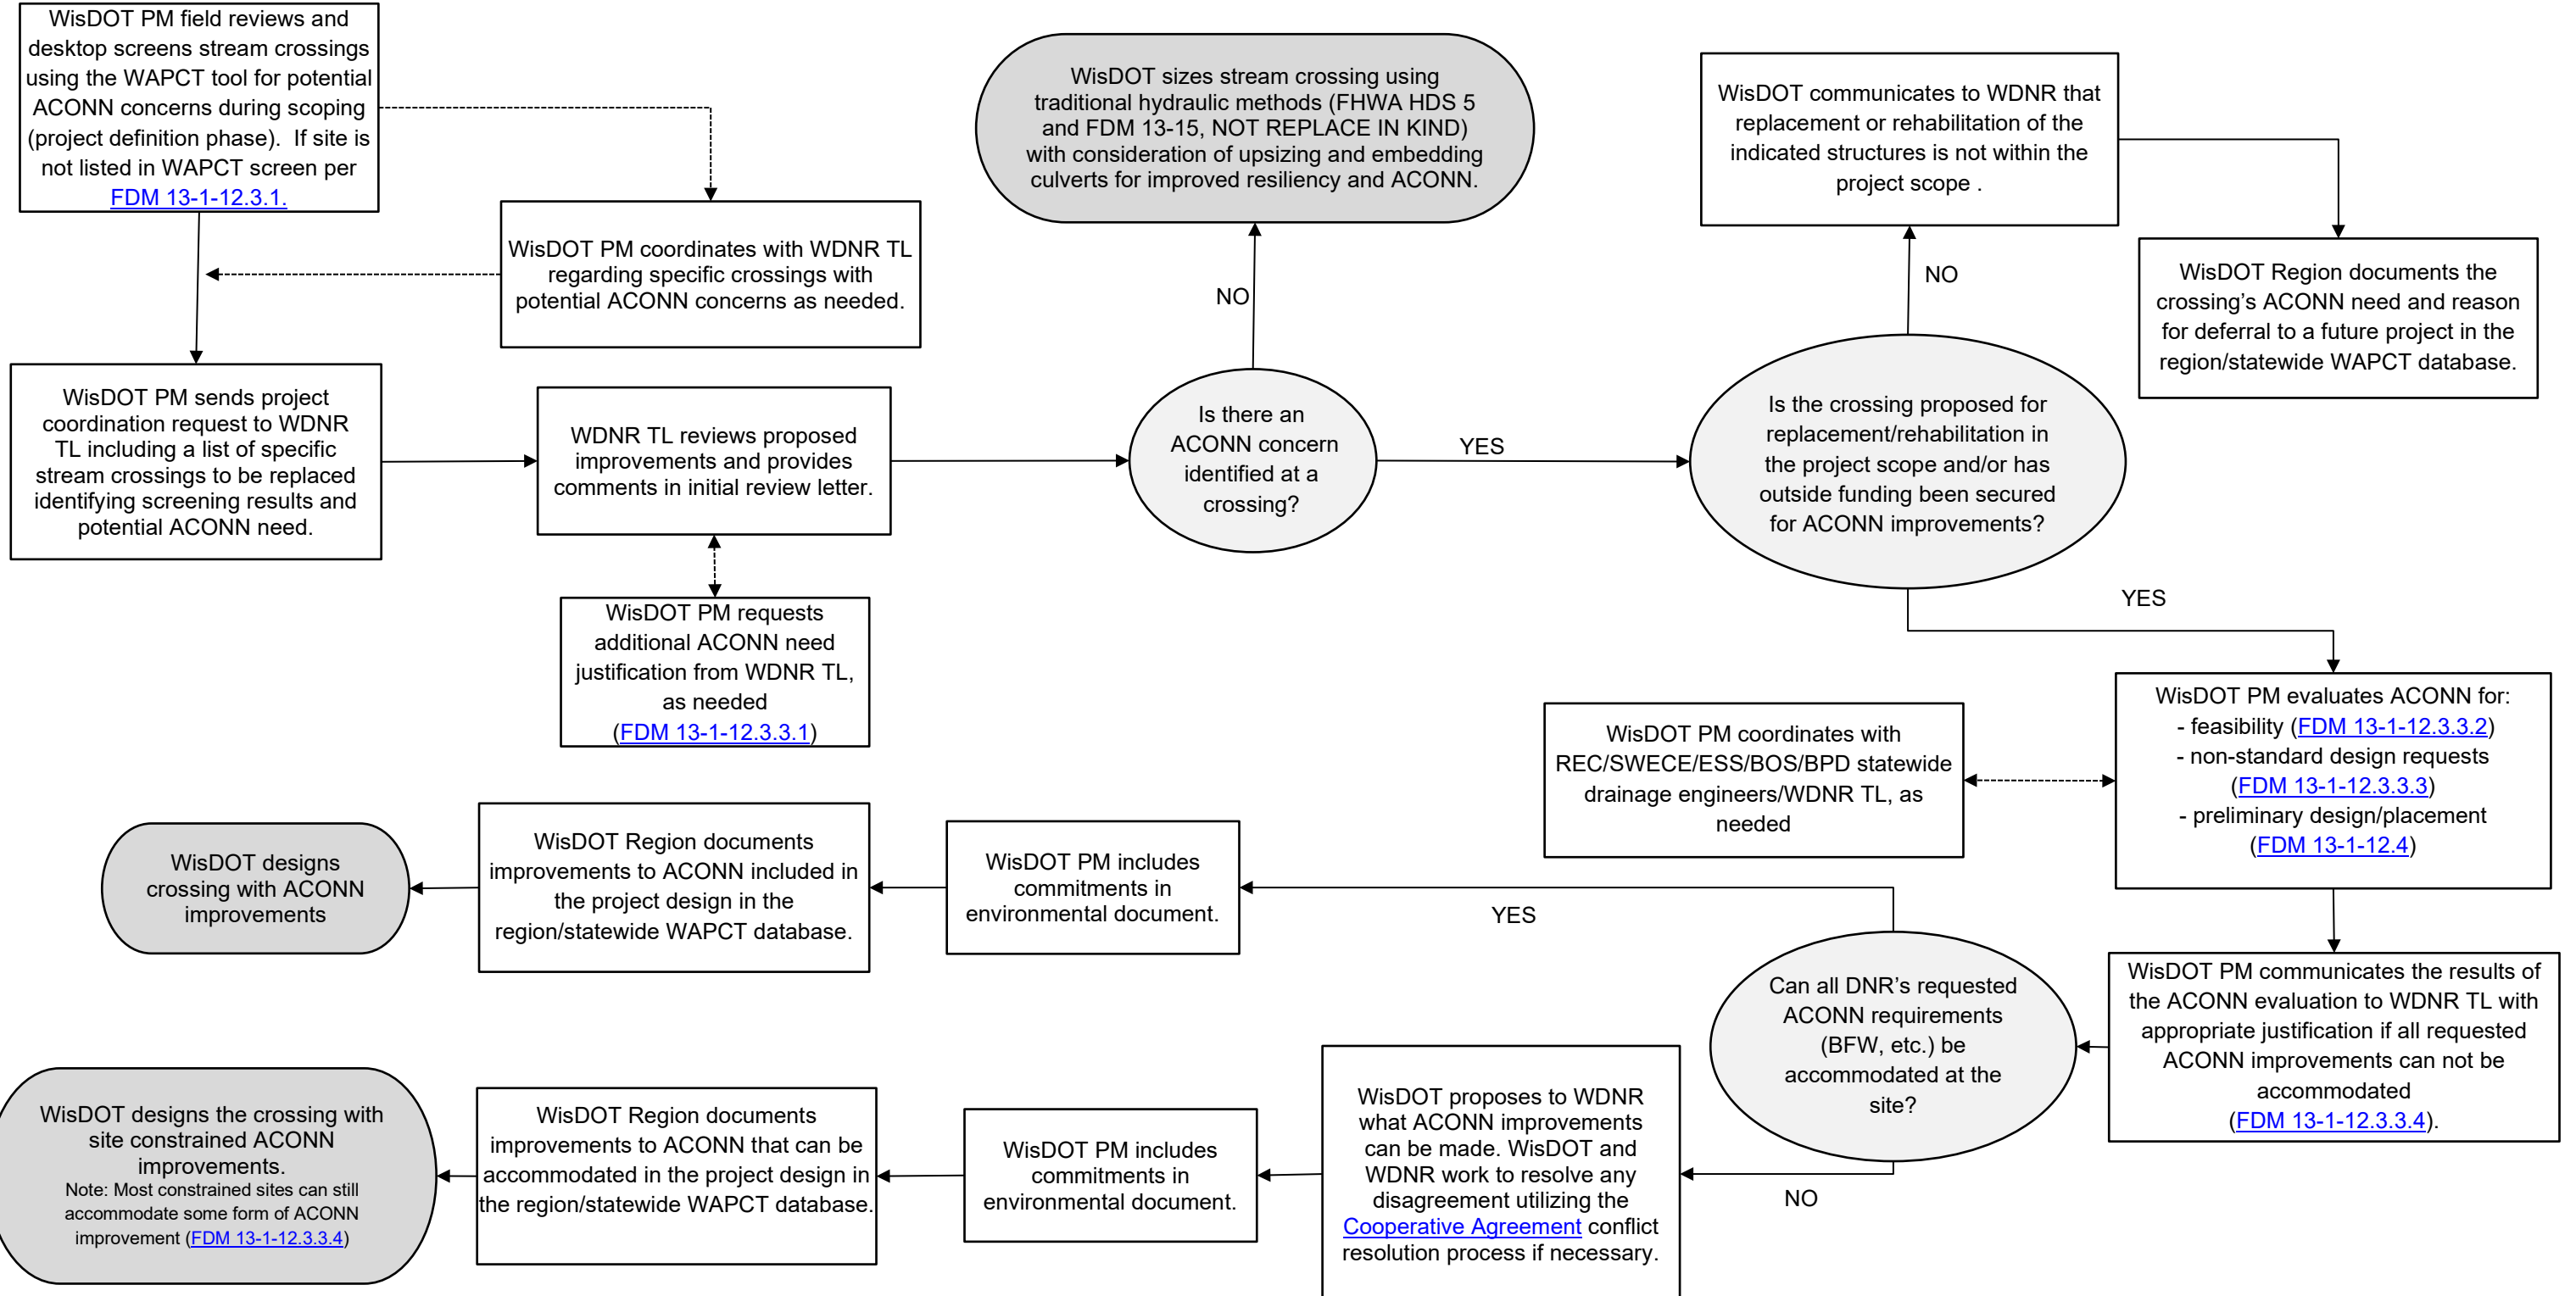 WisDOT PM field reviews and
desktop screens stream crossings
using the WAPCT tool for potential
ACONN concerns during scoping
(project definition phase).  If site is
not listed in WAPCT screen per
FDM 13-1-12.3.1.
WisDOT PM coordinates with WDNR TL
regarding specific crossings with
potential ACONN concerns as needed.
WisDOT PM sends project
coordination request to WDNR
TL including a list of specific
stream crossings to be replaced
identifying screening results and
potential ACONN need.
WDNR TL reviews proposed
improvements and provides
comments in initial review letter.
WisDOT PM requests
additional ACONN need
justification from WDNR TL,
as needed
(FDM 13-1-12.3.3.1)
Is there an
ACONN concern
identified at a
crossing?
NO
WisDOT sizes stream crossing using
traditional hydraulic methods (FHWA HDS 5
and FDM 13-15, NOT REPLACE IN KIND)
with consideration of upsizing and embedding
culverts for improved resiliency and ACONN.
YES
Is the crossing proposed for
replacement/rehabilitation in
the project scope and/or has
outside funding been secured
for ACONN improvements?
NO
WisDOT communicates to WDNR that
replacement or rehabilitation of the
indicated structures is not within the
project scope .
WisDOT Region documents the
crossing’s ACONN need and reason
for deferral to a future project in the
region/statewide WAPCT database.
YES
WisDOT PM evaluates ACONN for:
- feasibility (FDM 13-1-12.3.3.2)
- non-standard design requests
(FDM 13-1-12.3.3.3)
- preliminary design/placement
(FDM 13-1-12.4)
WisDOT PM coordinates with
REC/SWECE/ESS/BOS/BPD statewide
drainage engineers/WDNR TL, as
needed
WisDOT PM communicates the results of
the ACONN evaluation to WDNR TL with
appropriate justification if all requested
ACONN improvements can not be
accommodated
(FDM 13-1-12.3.3.4).
Can all DNR’s requested
ACONN requirements
(BFW, etc.) be
accommodated at the
site?
YES
WisDOT PM includes
commitments in
environmental document.
WisDOT Region documents
improvements to ACONN included in
the project design in the
region/statewide WAPCT database.
WisDOT designs
crossing with ACONN
improvements
NO
WisDOT proposes to WDNR
what ACONN improvements
can be made. WisDOT and
WDNR work to resolve any
disagreement utilizing the
Cooperative Agreement conflict
resolution process if necessary.
WisDOT PM includes
commitments in
environmental document.
WisDOT Region documents
improvements to ACONN that can be
accommodated in the project design in
the region/statewide WAPCT database.
WisDOT designs the crossing with
site constrained ACONN
improvements.
Note: Most constrained sites can still
accommodate some form of ACONN
improvement (FDM 13-1-12.3.3.4)